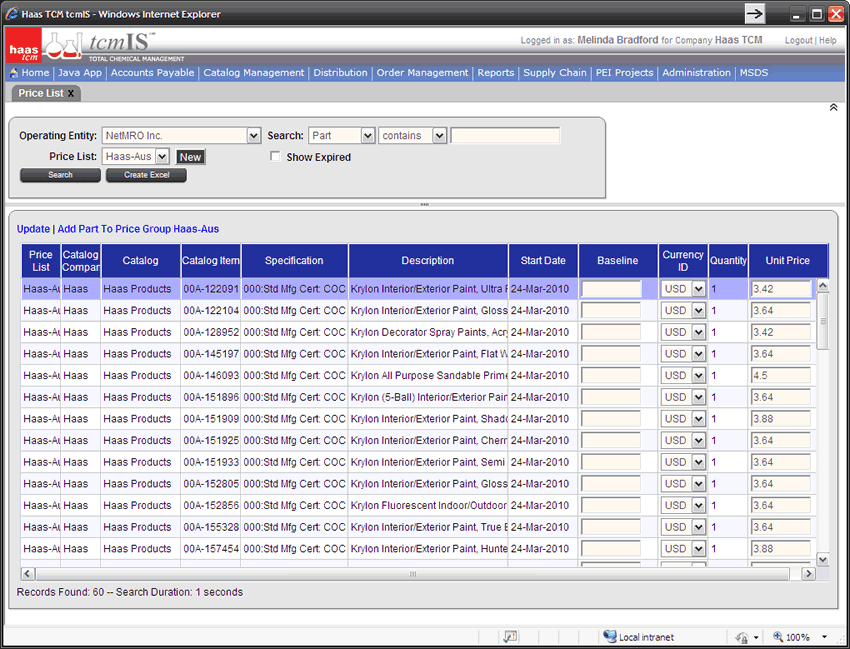 Haas TCM tcmIS - Windows Internet Explorer
haas tcm
tcmIS™
TOTAL CHEMICAL MANAGEMENT
Logged in as: Melinda Bradford for Company Haas TCM Logout | Help
Home | Java App | Accounts Payable | Catalog Management | Distribution | Order Management | Reports | Supply Chain | PEI Projects | Administration | MSDS
Price List X
Operating Entity: NetMRO Inc. Search: Part contains
Price List: Haas-Aus New Show Expired
Search Create Excel
Update | Add Part To Price Group Haas-Aus
Price List Catalog Compar Catalog Catalog Item Specification Description Start Date Baseline Currency ID Quantity Unit Price
Haas-Au Haas Haas Products 00A-122091 000:Std Mfg Cert: COC Krylon Interior/Exterior Paint, Ultra F 24-Mar-2010 USD 1 3.42
Haas-Au Haas Haas Products 00A-122104 000:Std Mfg Cert: COC Krylon Interior/Exterior Paint, Gloss 24-Mar-2010 USD 1 3.64
Haas-Au Haas Haas Products 00A-128952 000:Std Mfg Cert: COC Krylon Decorator Spray Paints, Acry 24-Mar-2010 USD 1 3.42
Haas-Au Haas Haas Products 00A-145197 000:Std Mfg Cert: COC Krylon Interior/Exterior Paint, Flat W 24-Mar-2010 USD 1 3.64
Haas-Au Haas Haas Products 00A-146093 000:Std Mfg Cert: COC Krylon All Purpose Sandable Prime 24-Mar-2010 USD 1 4.5
Haas-Au Haas Haas Products 00A-151896 000:Std Mfg Cert: COC Krylon (5-Ball) Interior/Exterior Pain 24-Mar-2010 USD 1 3.64
Haas-Au Haas Haas Products 00A-151909 000:Std Mfg Cert: COC Krylon Interior/Exterior Paint, Shado 24-Mar-2010 USD 1 3.88
Haas-Au Haas Haas Products 00A-151925 000:Std Mfg Cert: COC Krylon Interior/Exterior Paint, Cherr 24-Mar-2010 USD 1 3.64
Haas-Au Haas Haas Products 00A-151933 000:Std Mfg Cert: COC Krylon Interior/Exterior Paint, Semi 24-Mar-2010 USD 1 3.64
Haas-Au Haas Haas Products 00A-152805 000:Std Mfg Cert: COC Krylon Interior/Exterior Paint, Gloss 24-Mar-2010 USD 1 3.64
Haas-Au Haas Haas Products 00A-152856 000:Std Mfg Cert: COC Krylon Fluorescent Indoor/Outdoor 24-Mar-2010 USD 1 3.64
Haas-Au Haas Haas Products 00A-155328 000:Std Mfg Cert: COC Krylon Interior/Exterior Paint, True B 24-Mar-2010 USD 1 3.64
Haas-Au Haas Haas Products 00A-157454 000:Std Mfg Cert: COC Krylon Interior/Exterior Paint, Hunte 24-Mar-2010 USD 1 3.88
Records Found: 60 -- Search Duration: 1 seconds
Local intranet 100%